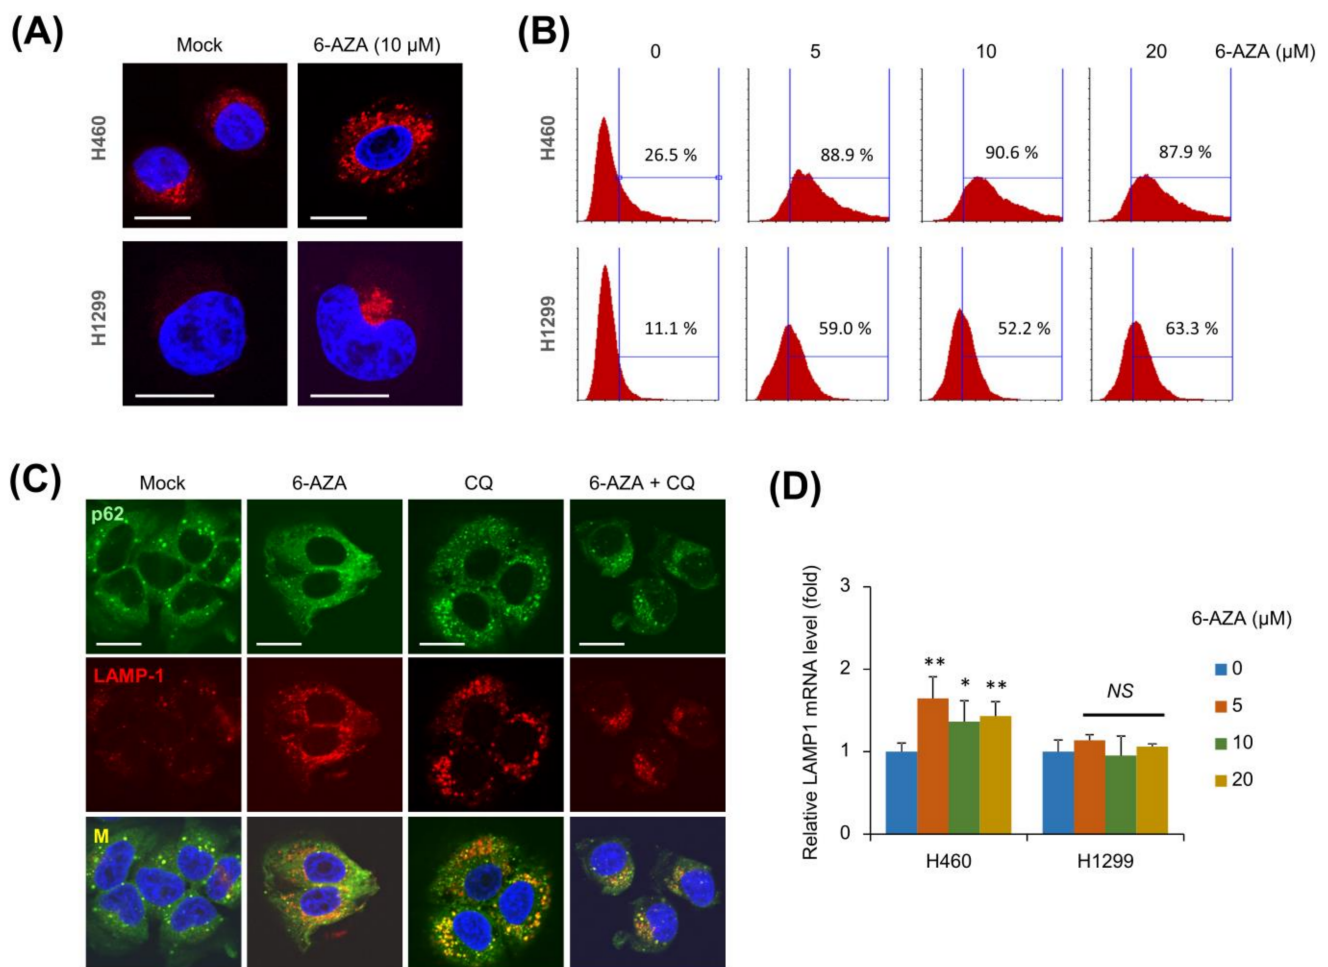 (A)
Mock 6-AZA (10 µM)
H460
H1299
(B)
0 5 10 20 6-AZA (µM)
H460
26.5 % 88.9 % 90.6 % 87.9 %
H1299
11.1 % 59.0 % 52.2 % 63.3 %
(C)
Mock 6-AZA CQ 6-AZA + CQ
p62
LAMP-1
M
(D)
Relative LAMP1 mRNA level (fold)
3
2
1
0
** * **
NS
H460 H1299
6-AZA (µM)
0
5
10
20